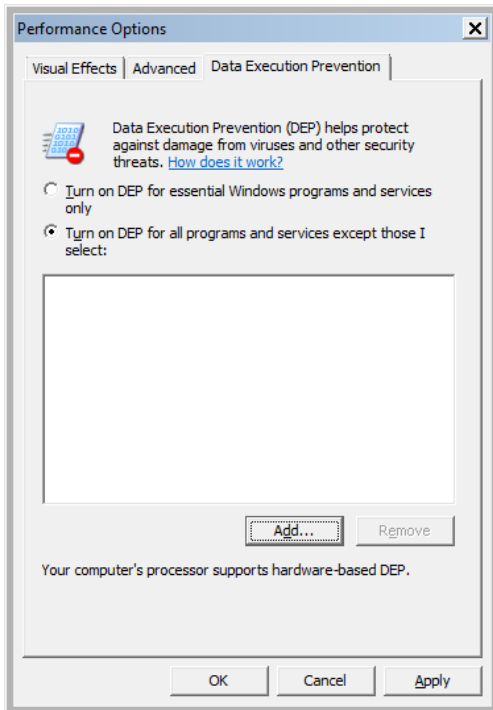 Performance Options
Visual Effects
Advanced
Data Execution Prevention
Data Execution Prevention (DEP) helps protect
against damage from viruses and other security
threats. How does it work?
Turn on DEP for essential Windows programs and services
only
Turn on DEP for all programs and services except those I
select:
Add...
Remove
Your computer's processor supports hardware-based DEP.
OK
Cancel
Apply